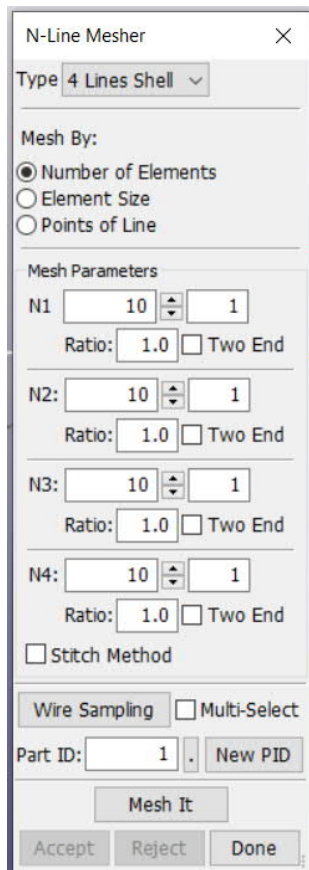 N-Line Mesher
Type 4 Lines Shell
Mesh By:
Number of Elements
Element Size
Points of Line
Mesh Parameters
N1 10 1
Ratio: 1.0 Two End
N2: 10 1
Ratio: 1.0 Two End
N3: 10 1
Ratio: 1.0 Two End
N4: 10 1
Ratio: 1.0 Two End
Stitch Method
Wire Sampling Multi-Select
Part ID: 1 . New PID
Mesh It
Accept Reject Done